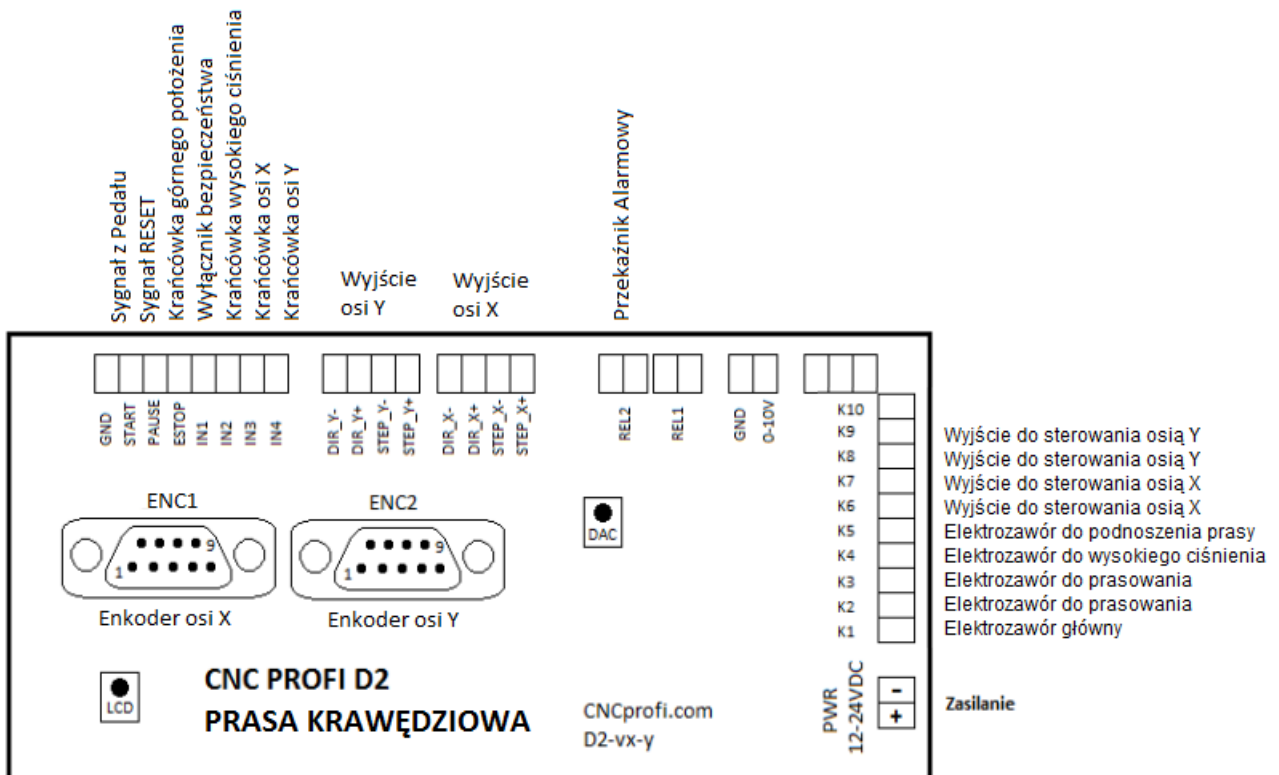 Sygnał z Pedału
Sygnał RESET
Krańcówka górnego położenia
Wyłącznik bezpieczeństwa
Krańcówka wysokiego ciśnienia
Krańcówka osi X
Krańcówka osi Y
Wyjście
osi Y
Wyjście
osi X
Przekaźnik Alarmowy
GND
START
PAUSE
ESTOP
IN1
IN2
IN3
IN4
DIR_Y-
DIR_Y+
STEP_Y-
STEP_Y+
DIR_X-
DIR_X+
STEP_X-
STEP_X+
REL2
REL1
GND
0-10V
K10
K9 Wyjście do sterowania osią Y
K8 Wyjście do sterowania osią Y
K7 Wyjście do sterowania osią X
K6 Wyjście do sterowania osią X
K5 Elektrozawór do podnoszenia prasy
K4 Elektrozawór do wysokiego ciśnienia
K3 Elektrozawór do prasowania
K2 Elektrozawór do prasowania
K1 Elektrozawór główny
ENC1
9
1
Enkoder osi X
ENC2
9
1
Enkoder osi Y
DAC
LCD
CNC PROFI D2
PRASA KRAWĘDZIOWA
CNCprofi.com
D2-vx-y
PWR
12-24VDC
-
+
Zasilanie